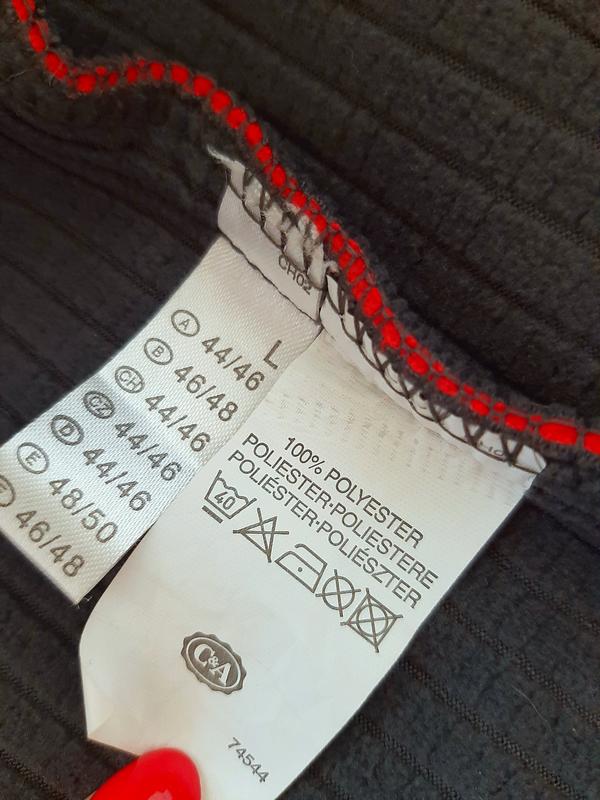 CH02
L
A 44/46
B 46/48
CH 44/46
CZ 44/46
D 44/46
E 48/50
46/48
100% POLYESTER
POLIESTER·POLIESTERE
POLIÉSTER·POLIÉSZTER
40
C&A
74544